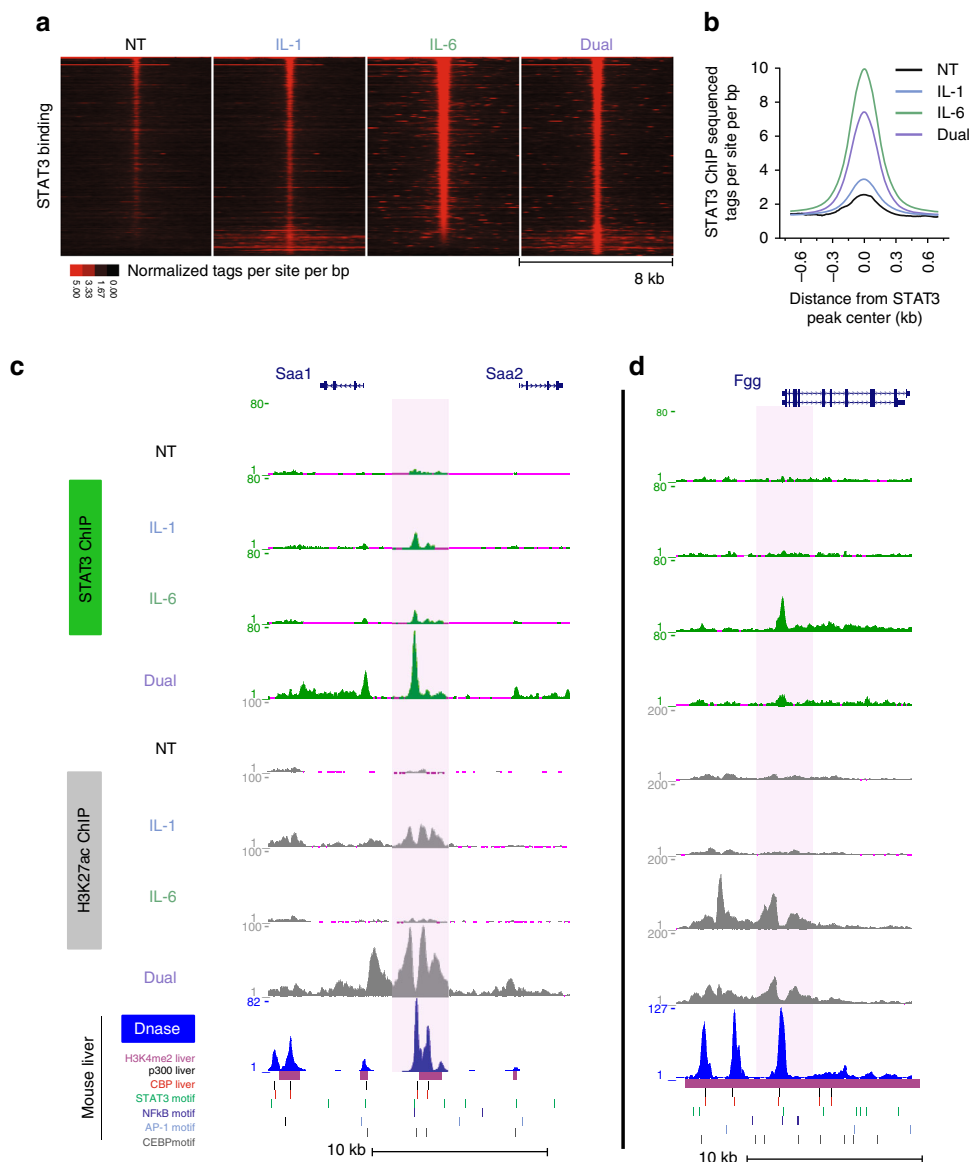 a
NT
IL-1
IL-6
Dual
STAT3 binding
5.00
3.33
1.67
0.00
Normalized tags per site per bp
8 kb
b
STAT3 ChIP sequenced
tags per site per bp
10
8
6
4
2
0
NT
IL-1
IL-6
Dual
–0.6
–0.3
0.0
0.3
0.6
Distance from STAT3
peak center (kb)
c
Saa1
Saa2
STAT3 ChIP
80
NT
1
80
IL-1
1
80
IL-6
1
80
Dual
1
100
H3K27ac ChIP
NT
1
100
IL-1
1
100
IL-6
1
100
Dual
1
82
Mouse liver
Dnase
1
H3K4me2 liver
p300 liver
CBP liver
STAT3 motif
NFkB motif
AP-1 motif
CEBPmotif
10 kb
d
Fgg
80
1
80
1
80
1
80
1
200
1
200
1
200
1
200
1
127
1
10 kb